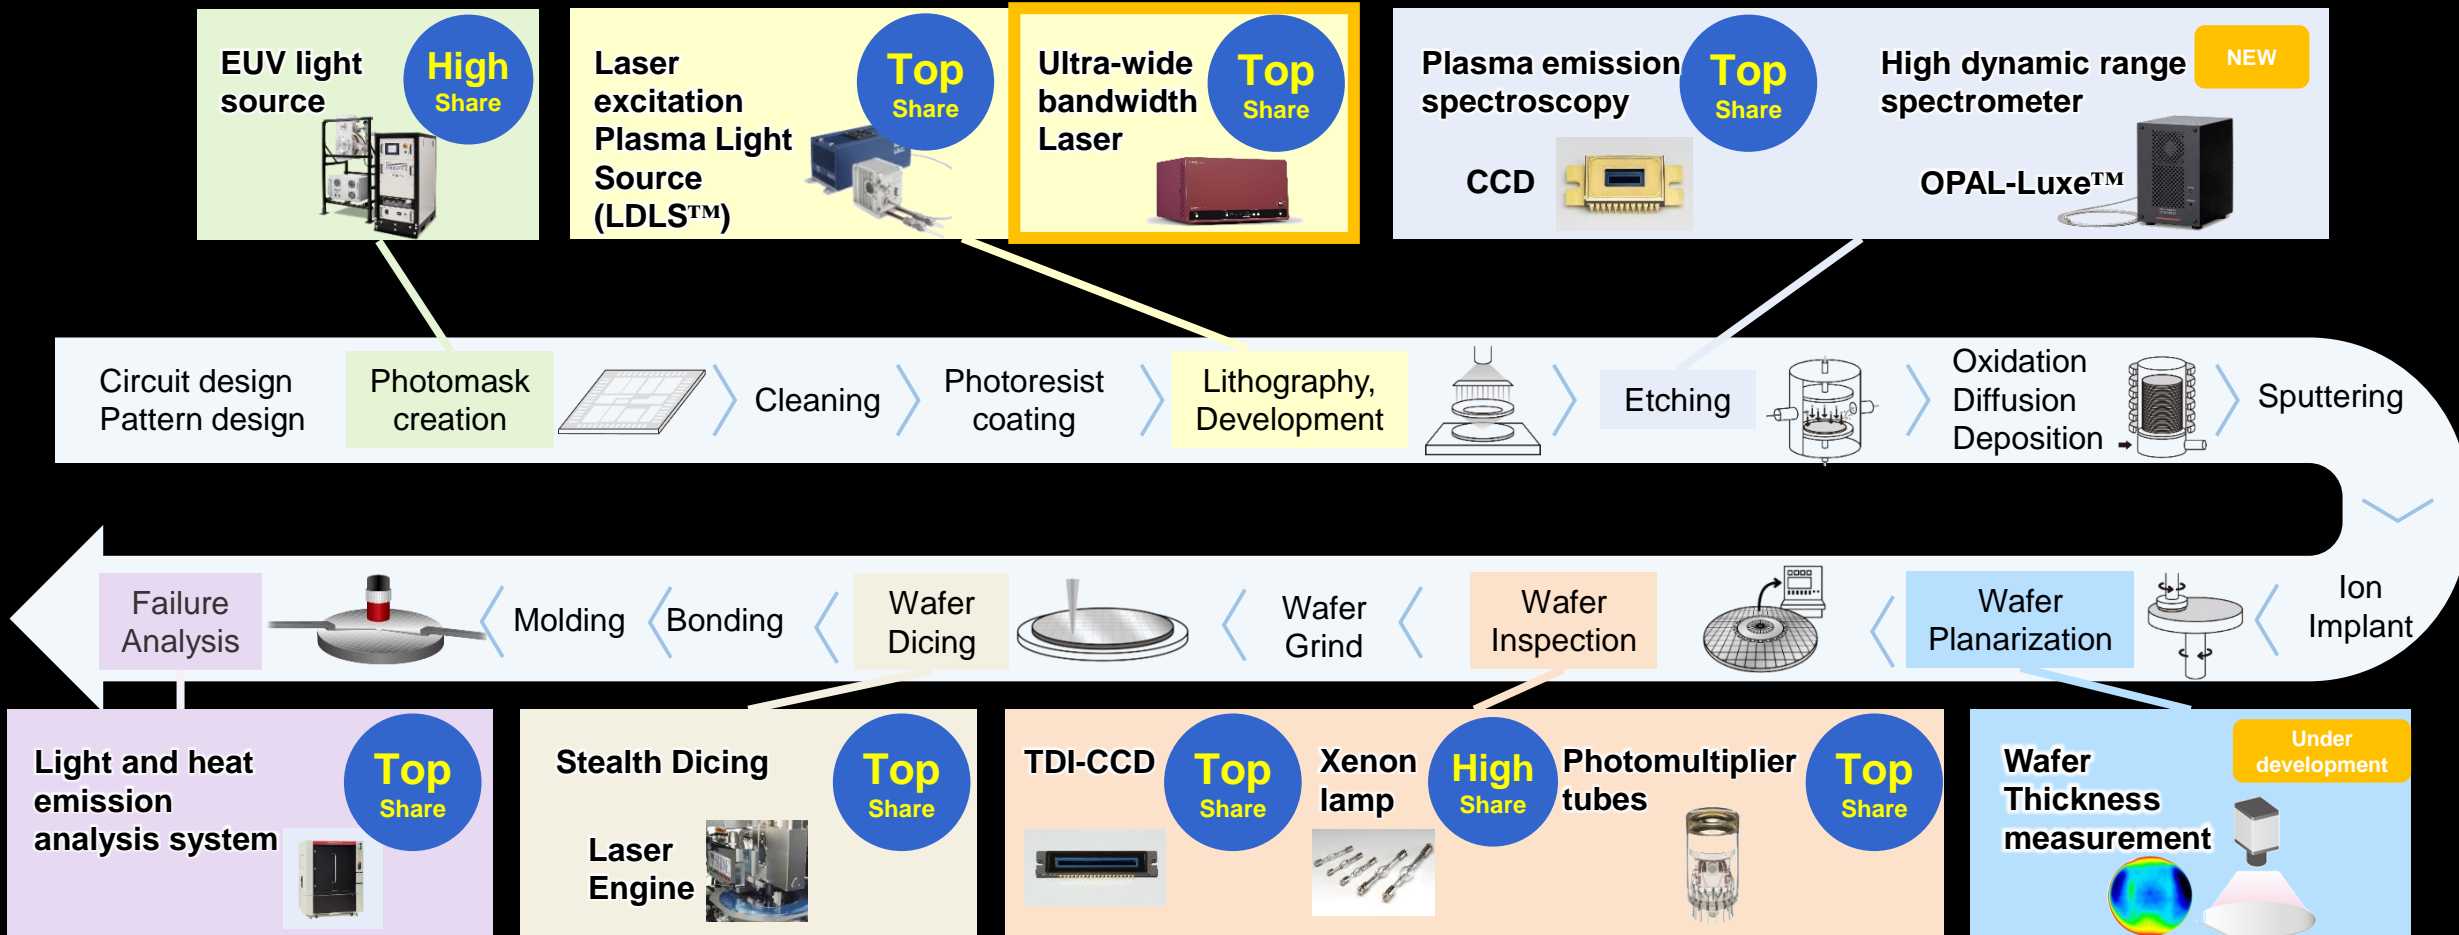 EUV light
source
High
Share
Laser
excitation
Plasma Light
Source
(LDLS™)
Top
Share
Ultra-wide
bandwidth
Laser
Top
Share
Plasma emission
spectroscopy
Top
Share
CCD
High dynamic range
spectrometer
NEW
OPAL-Luxe™
Circuit design
Pattern design
Photomask
creation
Cleaning
Photoresist
coating
Lithography,
Development
Etching
Oxidation
Diffusion
Deposition
Sputtering
Ion
Implant
Wafer
Planarization
Wafer
Inspection
Wafer
Grind
Wafer
Dicing
Bonding
Molding
Failure
Analysis
Light and heat
emission
analysis system
Top
Share
Stealth Dicing
Top
Share
Laser
Engine
TDI-CCD
Top
Share
Xenon
lamp
High
Share
Photomultiplier
tubes
Top
Share
Wafer
Thickness
measurement
Under
development